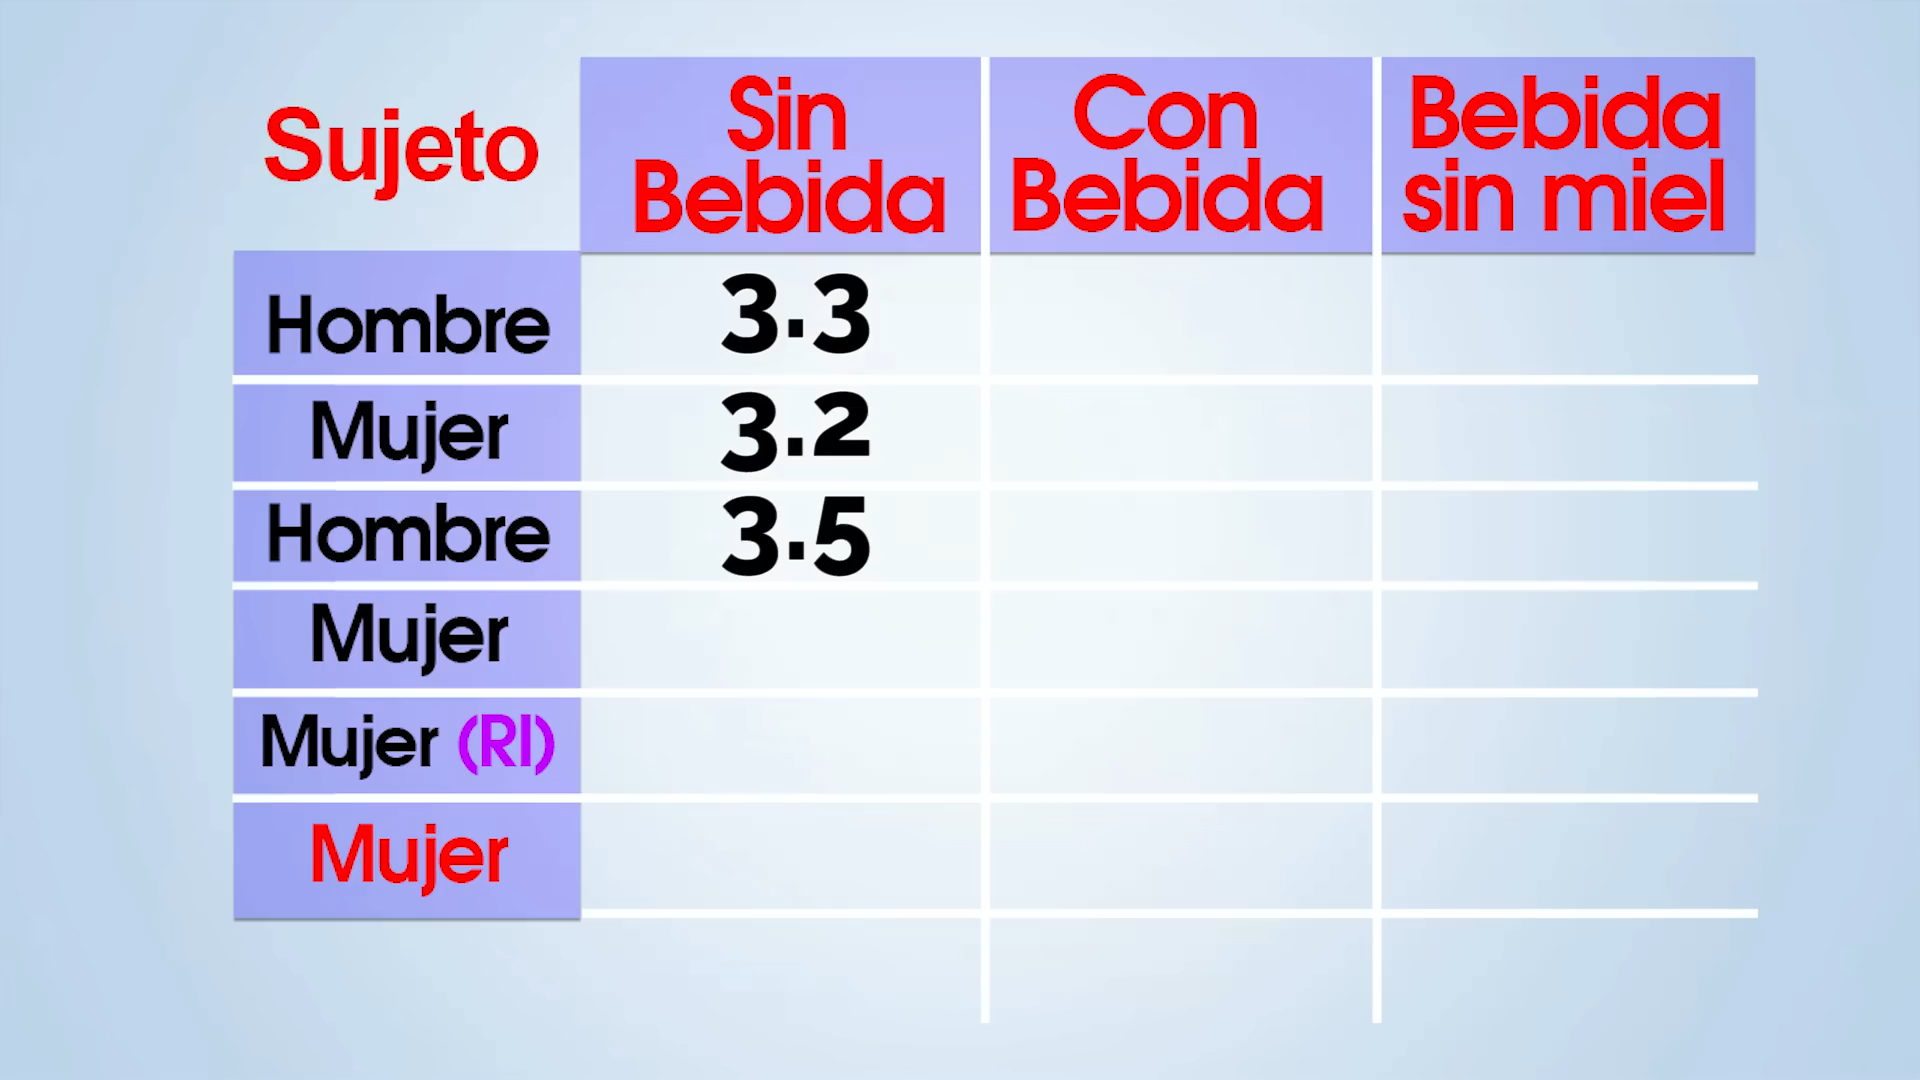 Sujeto
Sin
Bebida
Con
Bebida
Bebida
sin miel
Hombre 3.3
Mujer 3.2
Hombre 3.5
Mujer
Mujer (RI)
Mujer